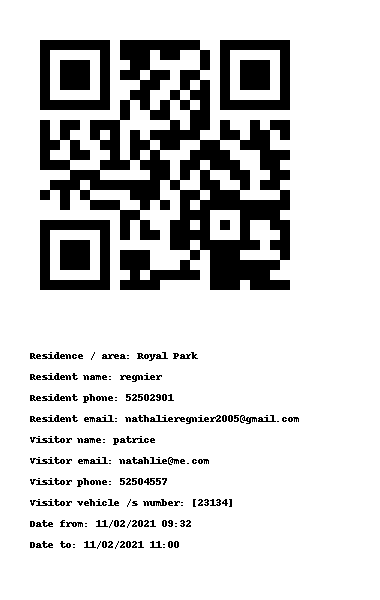 Residence / area: Royal Park
Resident name: regnier
Resident phone: 52502901
Resident email: nathalieregnier2005@gmail.com
Visitor name: patrice
Visitor email: natahlie@me.com
Visitor phone: 52504557
Visitor vehicle /s number: [23134]
Date from: 11/02/2021 09:32
Date to: 11/02/2021 11:00